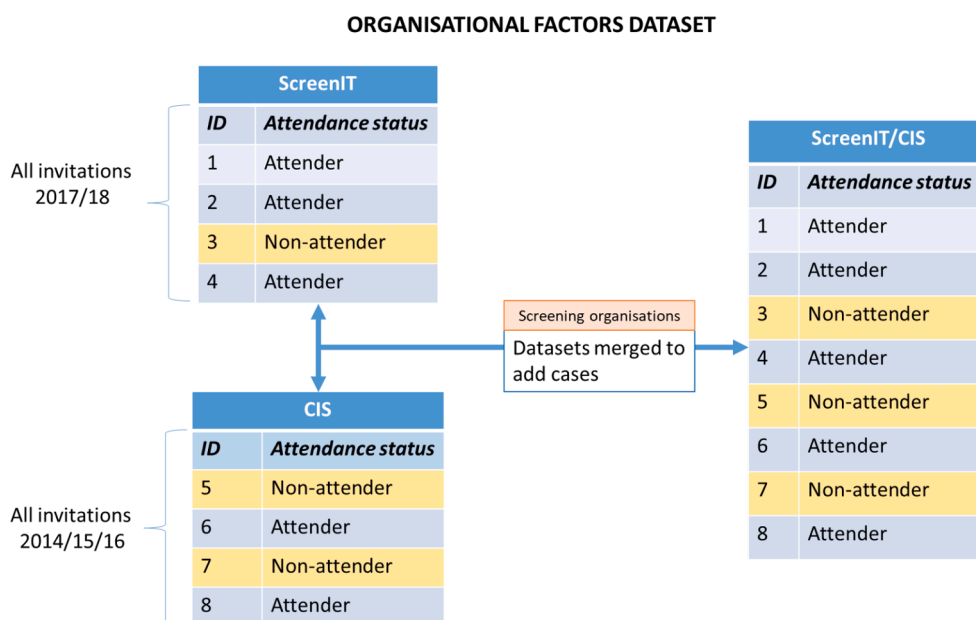 ORGANISATIONAL FACTORS DATASET
ScreenIT
ID Attendance status
1 Attender
2 Attender
3 Non-attender
4 Attender
All invitations
2017/18
CIS
ID Attendance status
5 Non-attender
6 Attender
7 Non-attender
8 Attender
All invitations
2014/15/16
Screening organisations
Datasets merged to
add cases
ScreenIT/CIS
ID Attendance status
1 Attender
2 Attender
3 Non-attender
4 Attender
5 Non-attender
6 Attender
7 Non-attender
8 Attender